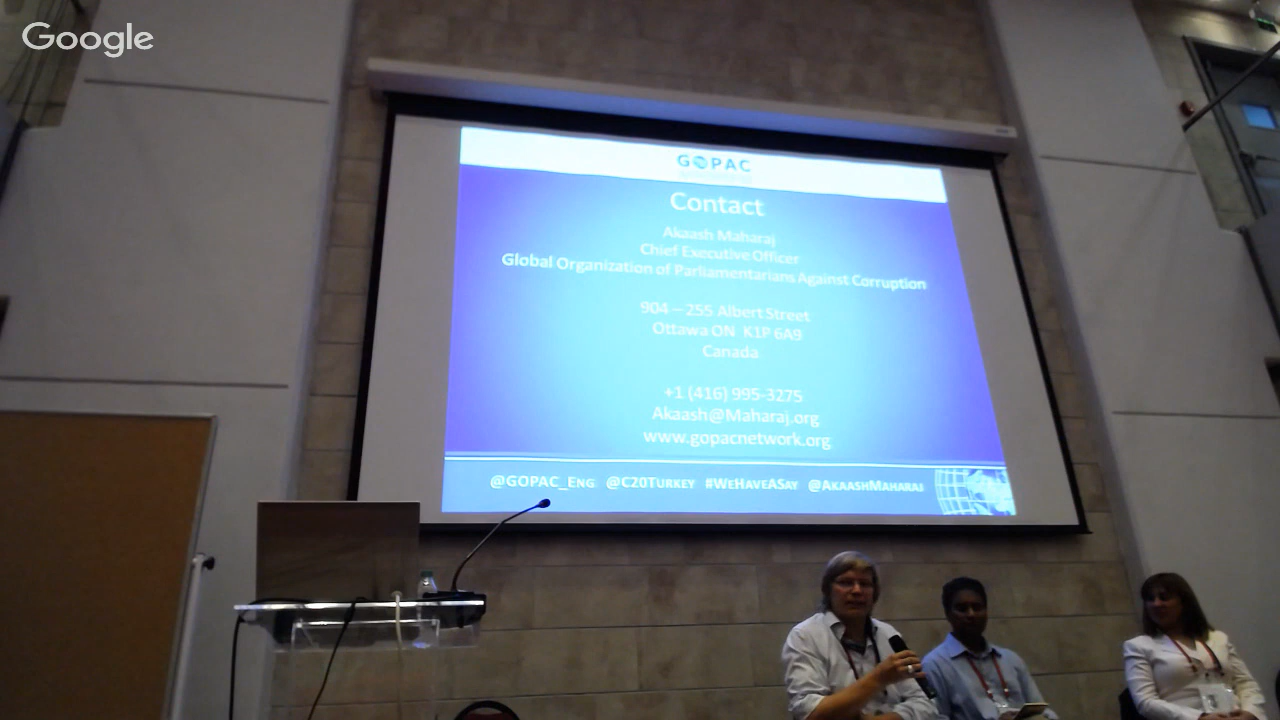 Google
GOPAC
Contact
Akaash Maharaj
Chief Executive Officer
Global Organization of Parliamentarians Against Corruption
904 – 255 Albert Street
Ottawa ON K1P 6A9
Canada
+1 (416) 995-3275
Akaash@Maharaj.org
www.gopacnetwork.org
@GOPAC_Eng @C20Turkey #WeHaveASay @AkaashMaharaj